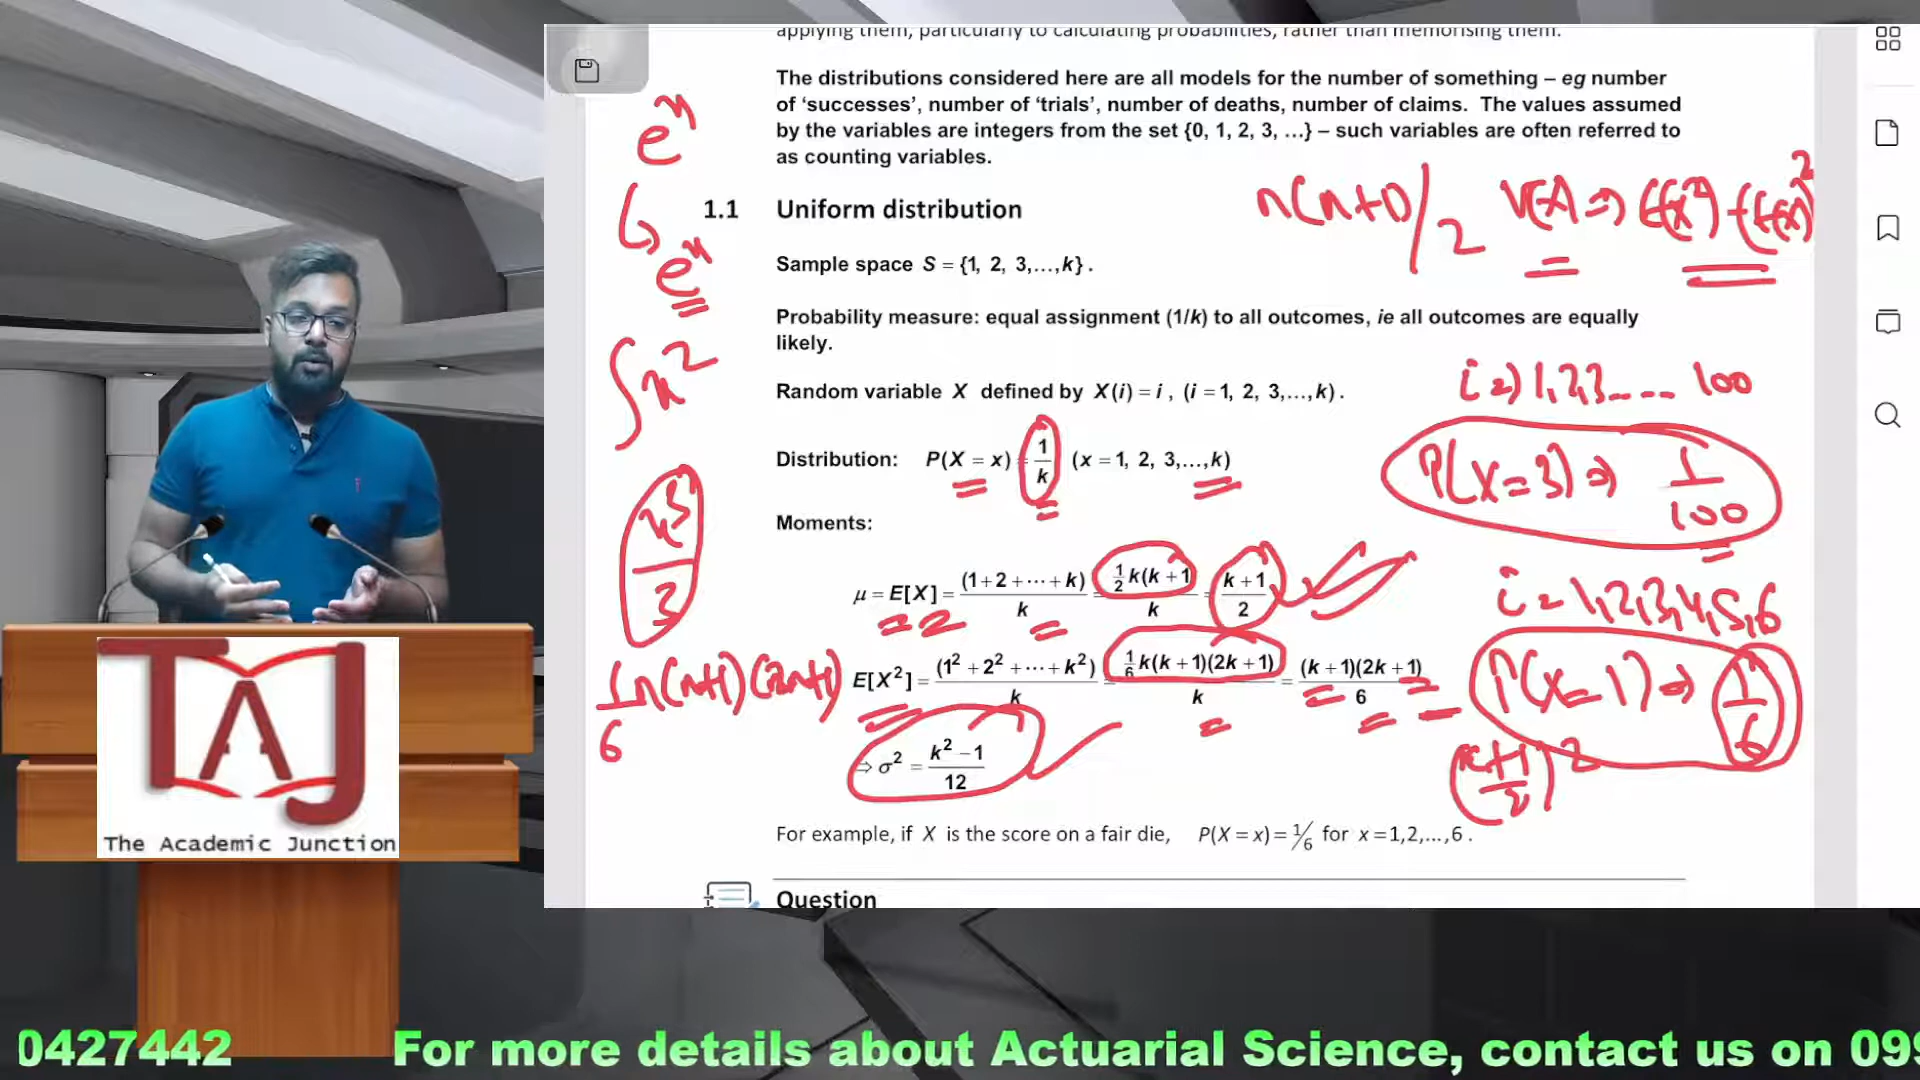 applying them, particularly to calculating probabilities, rather than memorising them.
The distributions considered here are all models for the number of something – eg number
of ‘successes’, number of ‘trials’, number of deaths, number of claims. The values assumed
by the variables are integers from the set {0, 1, 2, 3, …} – such variables are often referred to
as counting variables.
n(n+1)/2
V(x) ⇒ E(x²) - (E(x))²
1.1 Uniform distribution
Sample space S = {1, 2, 3,…,k} .
Probability measure: equal assignment (1/k) to all outcomes, ie all outcomes are equally
likely.
i ⇒ 1,2,3 ---- 100
Random variable X defined by X(i) = i , (i = 1, 2, 3,…,k) .
Distribution: P(X = x) = 1/k (x = 1, 2, 3,…,k)
P(X=3) ⇒ 1/100
Moments:
μ = E[X] = (1+2+⋯+k)/k = ½k(k+1)/k = (k+1)/2
i = 1,2,3,4,5,6
E[X²] = (1² + 2² + ⋯ + k²)/k = 1/6 k(k+1)(2k+1)/k = (k+1)(2k+1)/6
P(X=1) ⇒ 1/6
⇒ σ² = (k² −1)/12
eˣ
eˣ
∫x²
x³/3
1/6 n(n+1)(2n+1)
For example, if X is the score on a fair die, P(X = x) = 1/6 for x = 1,2,…,6 .
Question
TAJ
The Academic Junction
0427442 For more details about Actuarial Science, contact us on 099